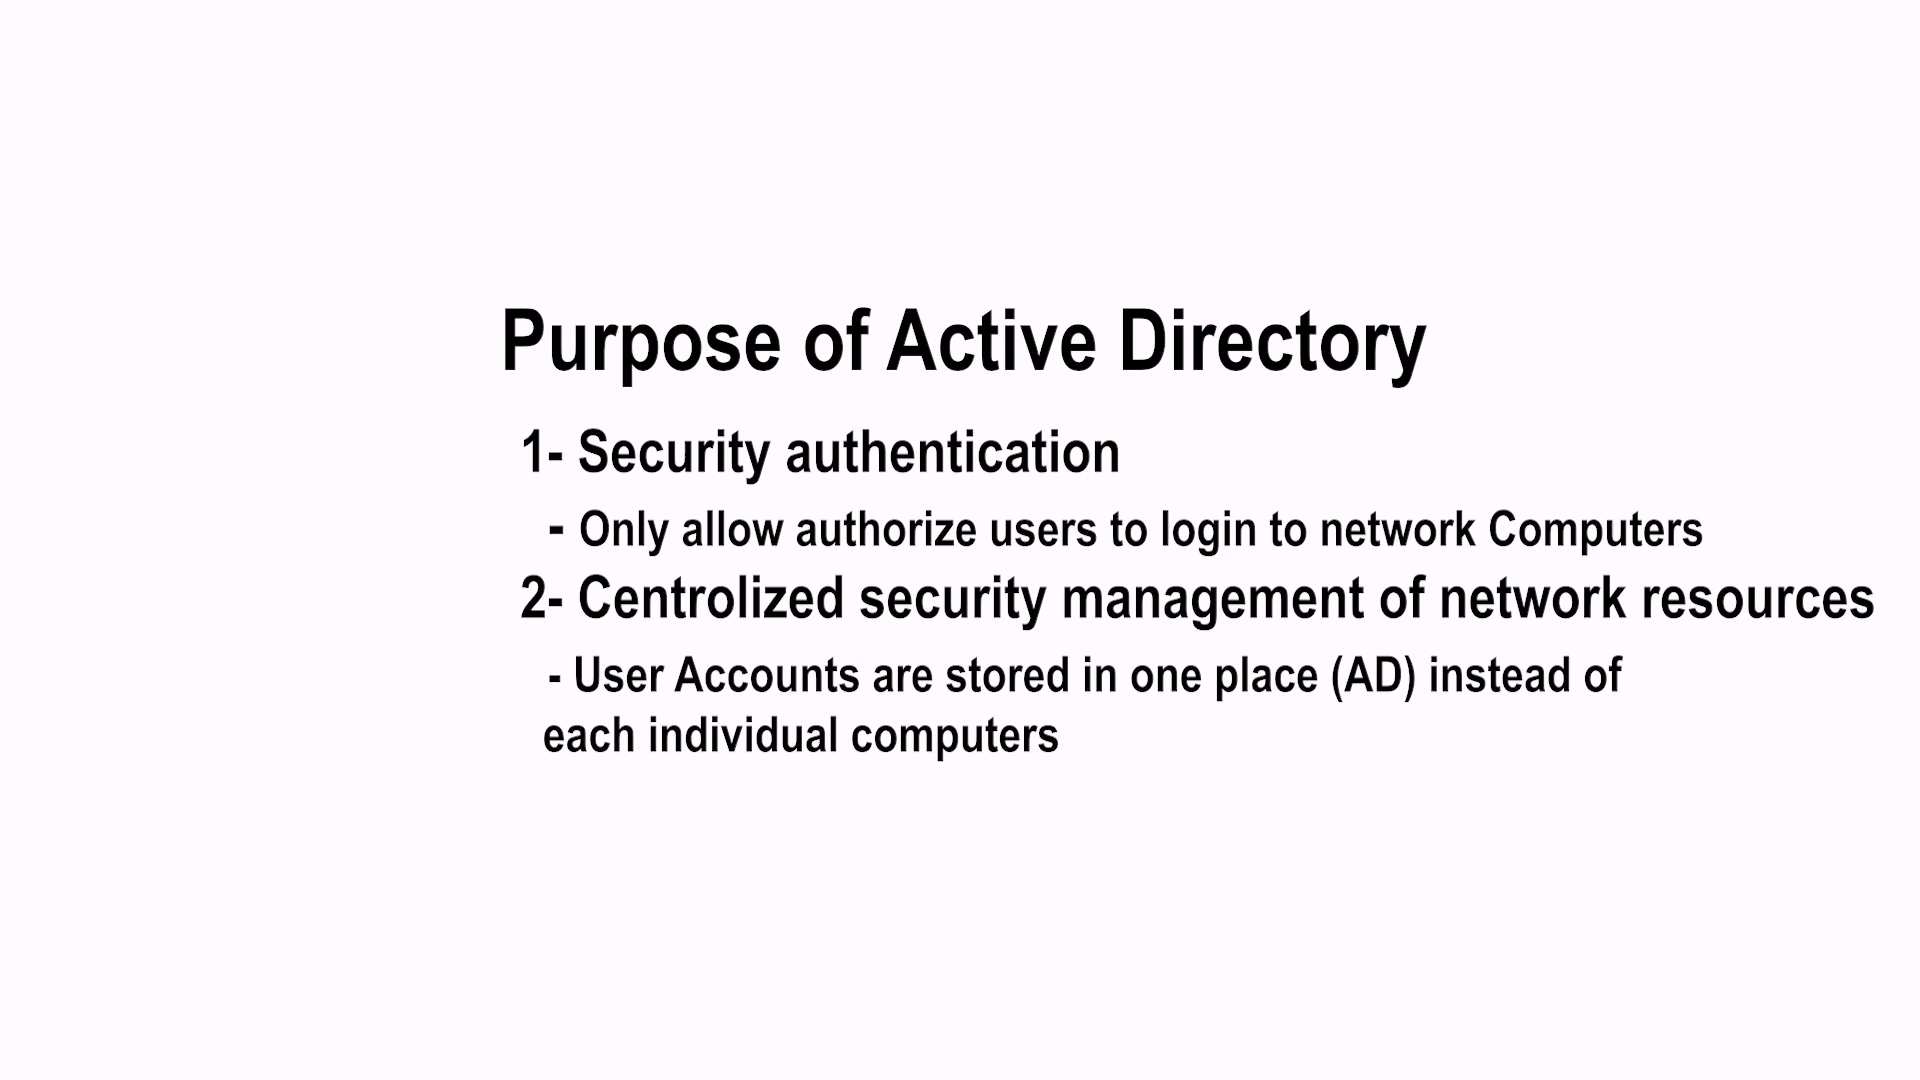 Purpose of Active Directory
1- Security authentication
- Only allow authorize users to login to network Computers
2- Centrolized security management of network resources
- User Accounts are stored in one place (AD) instead of
each individual computers